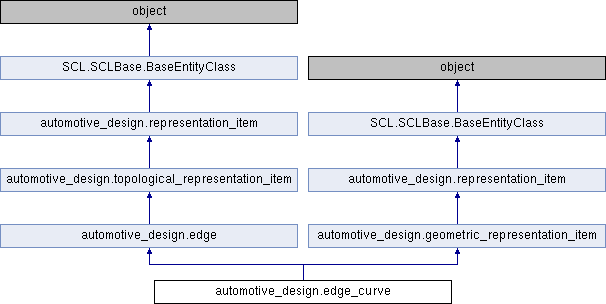 object
SCL.SCLBase.BaseEntityClass
object
automotive_design.representation_item
SCL.SCLBase.BaseEntityClass
automotive_design.topological_representation_item
automotive_design.representation_item
automotive_design.edge
automotive_design.geometric_representation_item
automotive_design.edge_curve